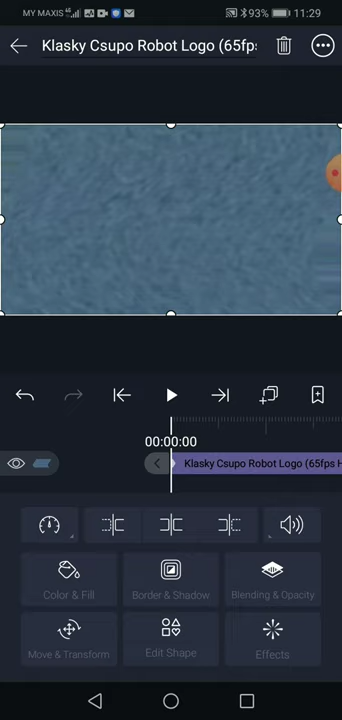 MY MAXIS 93% 11:29
Klasky Csupo Robot Logo (65fps
00:00:00
Klasky Csupo Robot Logo (65fps H
Color & Fill
Border & Shadow
Blending & Opacity
Move & Transform
Edit Shape
Effects